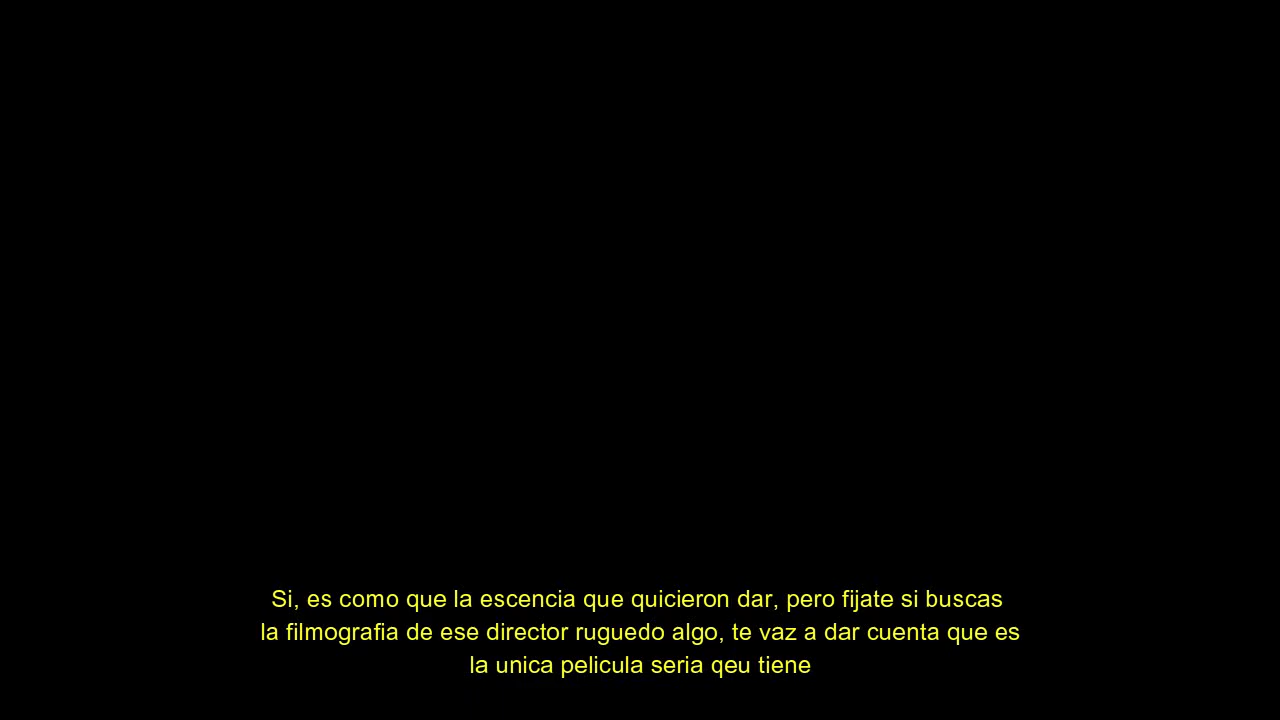 Si, es como que la escencia que quicieron dar, pero fijate si buscas
la filmografia de ese director ruguedo algo, te vaz a dar cuenta que es
la unica pelicula seria qeu tiene